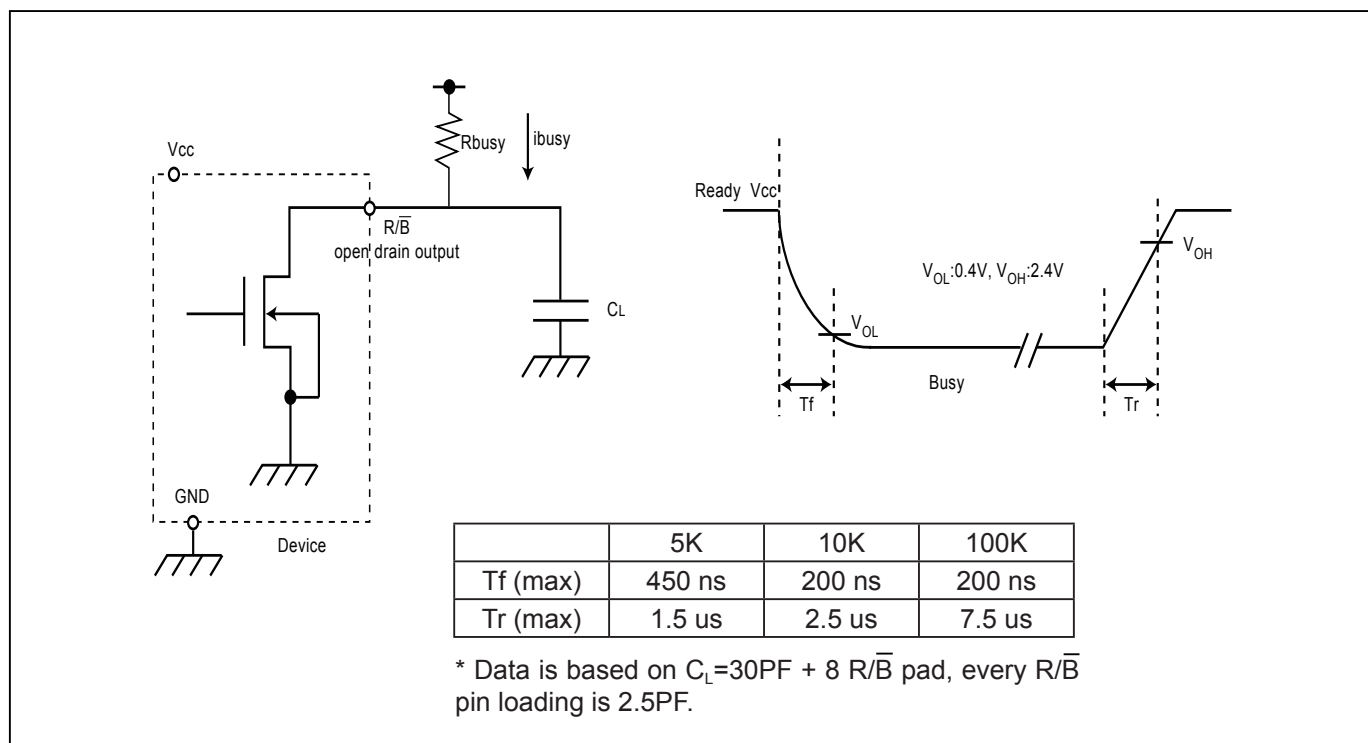 Rbusy
ibusy
Vcc
R/B̅
open drain output
CL
GND
Device
Ready Vcc
VOL:0.4V, VOH:2.4V
VOH
VOL
Busy
Tf
Tr
5K 10K 100K
Tf (max) 450 ns 200 ns 200 ns
Tr (max) 1.5 us 2.5 us 7.5 us
* Data is based on CL=30PF + 8 R/B̅ pad, every R/B̅
pin loading is 2.5PF.